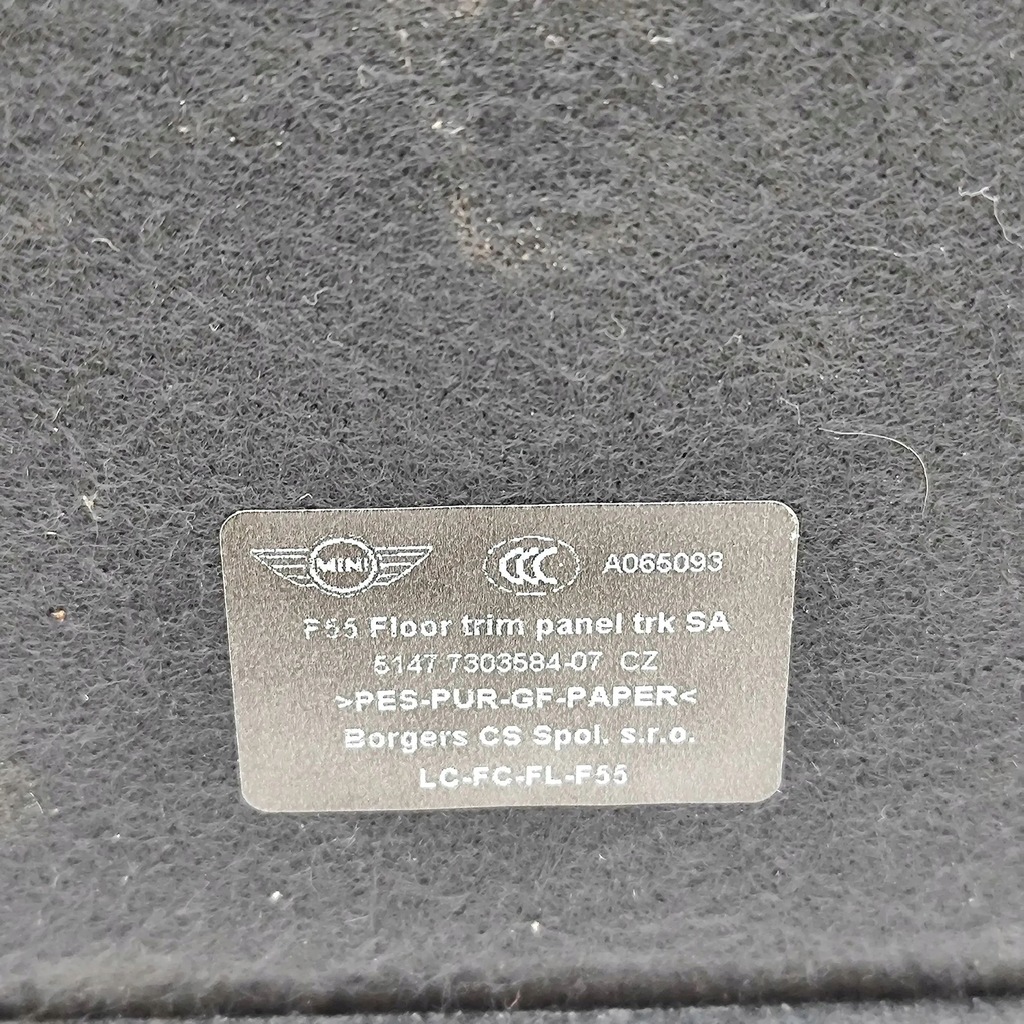 MINI CCC A065093
F55 Floor trim panel trk SA
5147 7303584-07 CZ
>PES-PUR-GF-PAPER<
Borgers CS Spol. s.r.o.
LC-FC-FL-F55